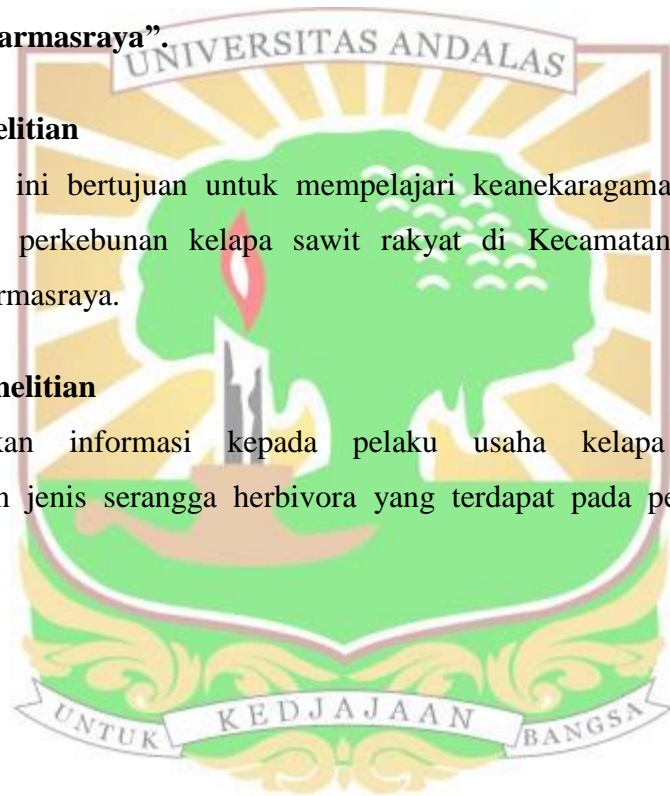 armasraya”.
UNIVERSITAS ANDALAS
elitian
ini bertujuan untuk mempelajari keanekaragama
perkebunan kelapa sawit rakyat di Kecamatan
rmasraya.
nelitian
kan informasi kepada pelaku usaha kelapa
n jenis serangga herbivora yang terdapat pada pe
UNTUK KEDJAJAAN BANGSA